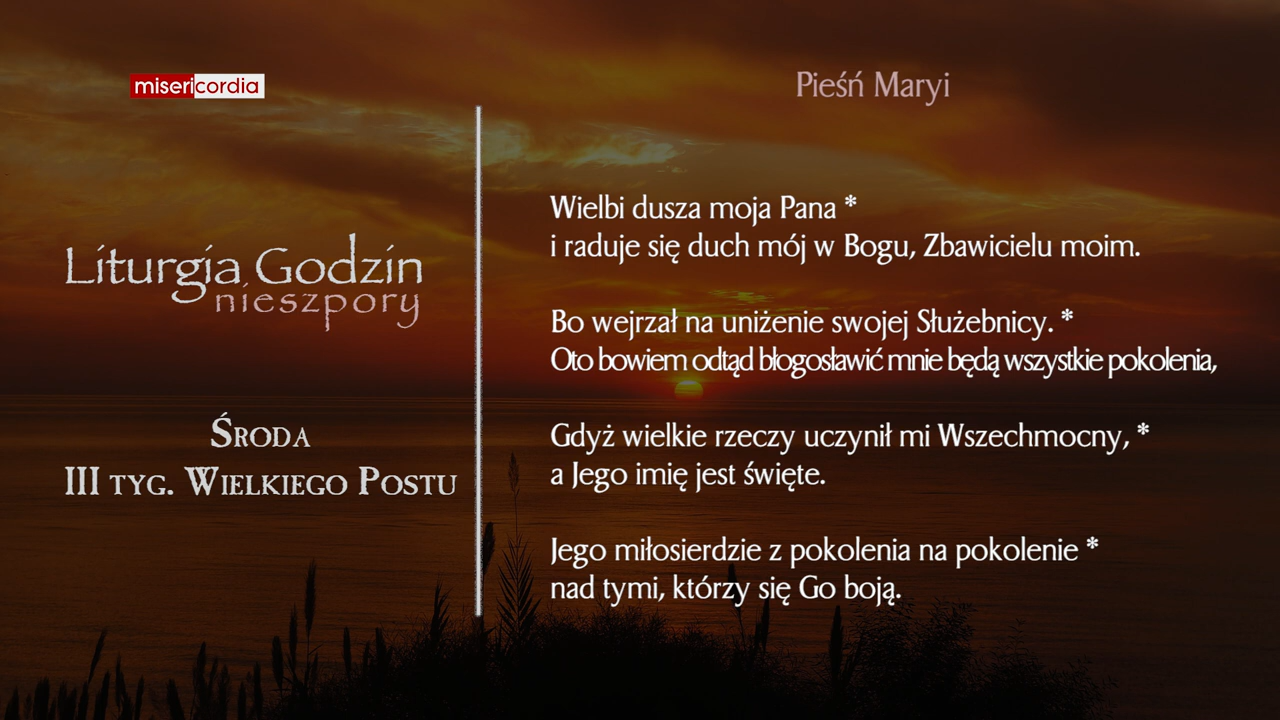 misericordia
Pieśń Maryi
Liturgia Godzin
nieszpory
Środa
III tyg. Wielkiego Postu
Wielbi dusza moja Pana *
i raduje się duch mój w Bogu, Zbawicielu moim.
Bo wejrzał na uniżenie swojej Służebnicy. *
Oto bowiem odtąd błogosławić mnie będą wszystkie pokolenia,
Gdyż wielkie rzeczy uczynił mi Wszechmocny, *
a Jego imię jest święte.
Jego miłosierdzie z pokolenia na pokolenie *
nad tymi, którzy się Go boją.